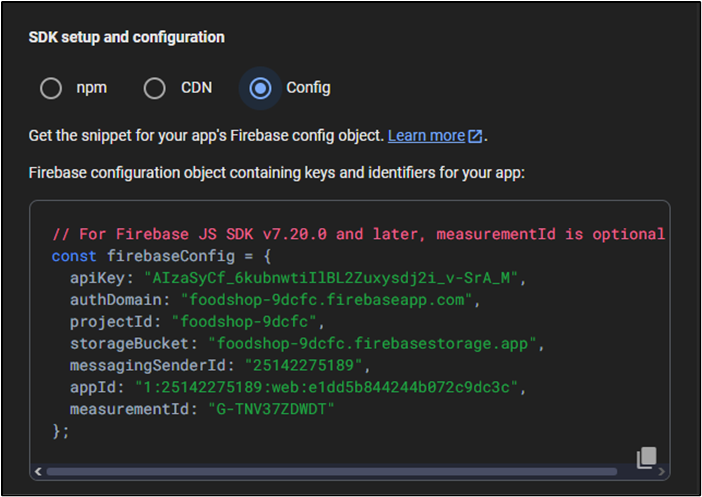 SDK setup and configuration
npm CDN Config
Get the snippet for your app's Firebase config object. Learn more.
Firebase configuration object containing keys and identifiers for your app:
// For Firebase JS SDK v7.20.0 and later, measurementId is optional
const firebaseConfig = {
apiKey: "AIzaSyCf_6kubnwtiIlBL2Zuxysdj2i_v-SrA_M",
authDomain: "foodshop-9dcfc.firebaseapp.com",
projectId: "foodshop-9dcfc",
storageBucket: "foodshop-9dcfc.firebasestorage.app",
messagingSenderId: "25142275189",
appId: "1:25142275189:web:e1dd5b844244b072c9dc3c",
measurementId: "G-TNV37ZDWDT"
};